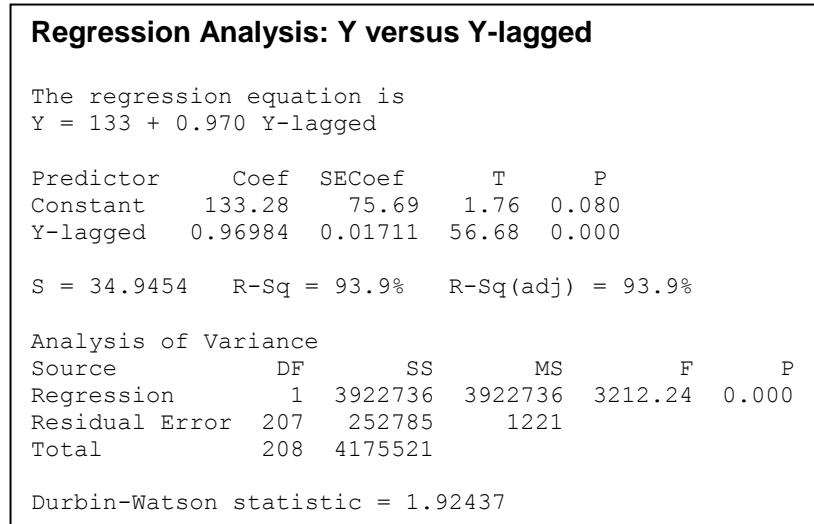 Regression Analysis: Y versus Y-lagged
The regression equation is
Y = 133 + 0.970 Y-lagged
Predictor Coef SECoef T P
Constant 133.28 75.69 1.76 0.080
Y-lagged 0.96984 0.01711 56.68 0.000
S = 34.9454 R-Sq = 93.9% R-Sq(adj) = 93.9%
Analysis of Variance
Source DF SS MS F P
Regression 1 3922736 3922736 3212.24 0.000
Residual Error 207 252785 1221
Total 208 4175521
Durbin-Watson statistic = 1.92437